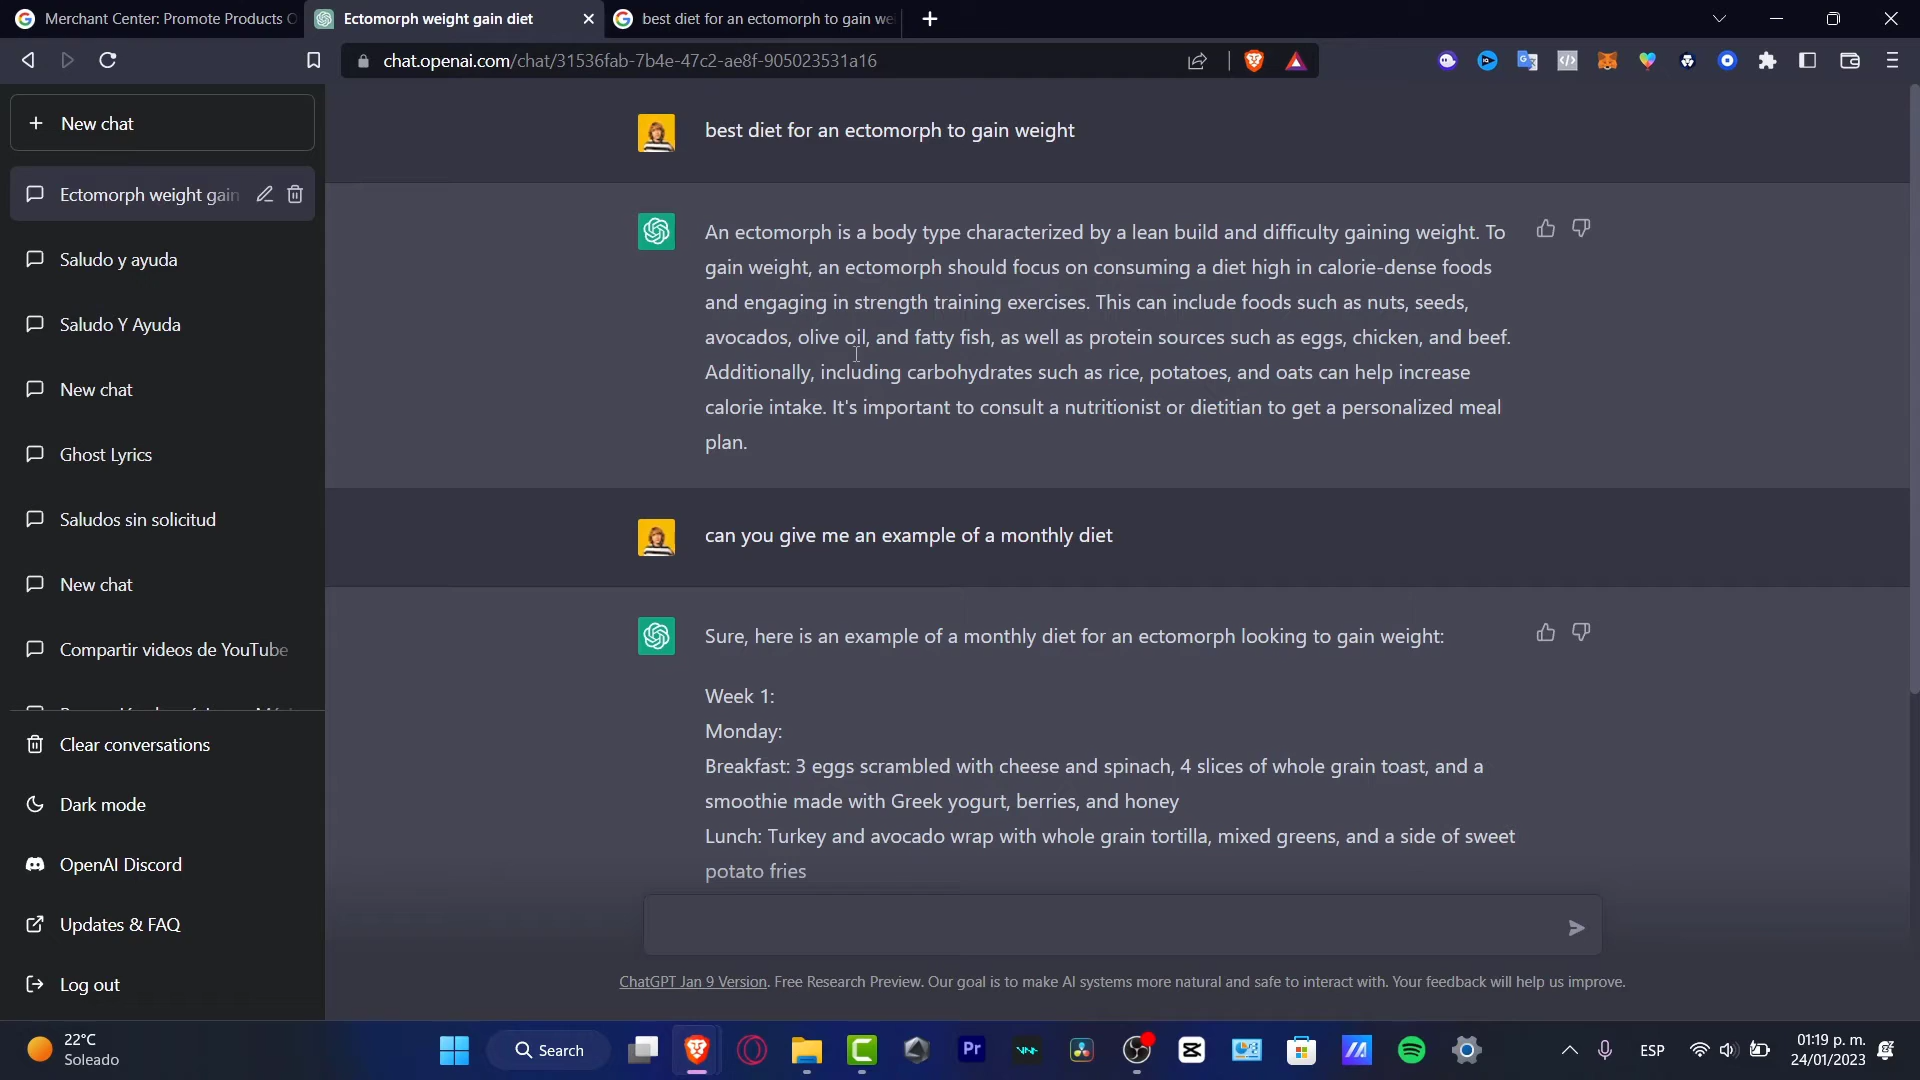 Merchant Center: Promote Products O
Ectomorph weight gain diet
best diet for an ectomorph to gain we
chat.openai.com/chat/31536fab-7b4e-47c2-ae8f-905023531a16
New chat
Ectomorph weight gain
Saludo y ayuda
Saludo Y Ayuda
New chat
Ghost Lyrics
Saludos sin solicitud
New chat
Compartir videos de YouTube
Clear conversations
Dark mode
OpenAI Discord
Updates & FAQ
Log out
best diet for an ectomorph to gain weight
An ectomorph is a body type characterized by a lean build and difficulty gaining weight. To
gain weight, an ectomorph should focus on consuming a diet high in calorie-dense foods
and engaging in strength training exercises. This can include foods such as nuts, seeds,
avocados, olive oil, and fatty fish, as well as protein sources such as eggs, chicken, and beef.
Additionally, including carbohydrates such as rice, potatoes, and oats can help increase
calorie intake. It's important to consult a nutritionist or dietitian to get a personalized meal
plan.
can you give me an example of a monthly diet
Sure, here is an example of a monthly diet for an ectomorph looking to gain weight:
Week 1:
Monday:
Breakfast: 3 eggs scrambled with cheese and spinach, 4 slices of whole grain toast, and a
smoothie made with Greek yogurt, berries, and honey
Lunch: Turkey and avocado wrap with whole grain tortilla, mixed greens, and a side of sweet
potato fries
ChatGPT Jan 9 Version. Free Research Preview. Our goal is to make AI systems more natural and safe to interact with. Your feedback will help us improve.
22°C
Soleado
Search
Pr
ESP
01:19 p. m.
24/01/2023